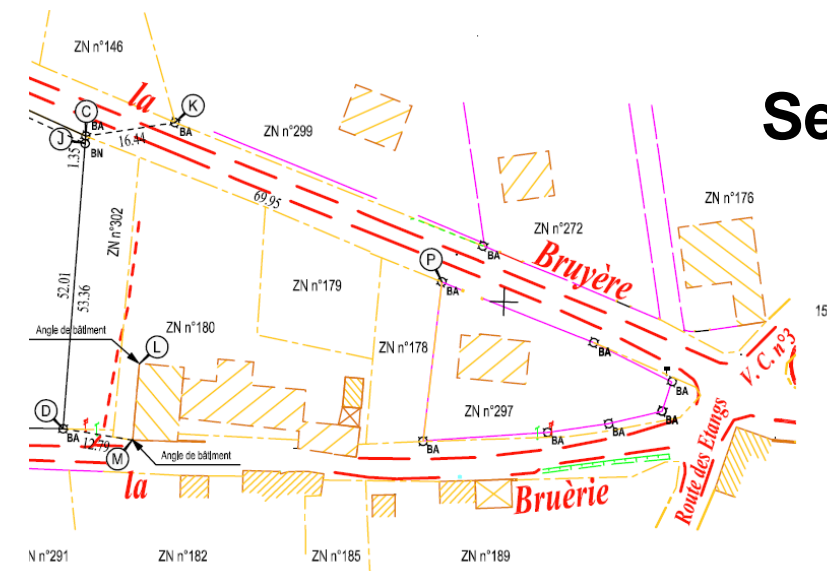 ZN n°146
la
K
C
BA
BA
J
BN
16.44
1.35
ZN n°299
Se
69.95
ZN n°302
ZN n°176
ZN n°272
Bruyère
BA
P
BA
52.01
53.36
ZN n°179
15
Angle de bâtiment
ZN n°180
L
ZN n°178
BA
V. C. n°3
BA
D
BA
ZN n°297
BA
12.79
BA
BA
BA
M
Angle de bâtiment
la
Bruèrie
Route des Etangs
N n°291
ZN n°182
ZN n°185
ZN n°189